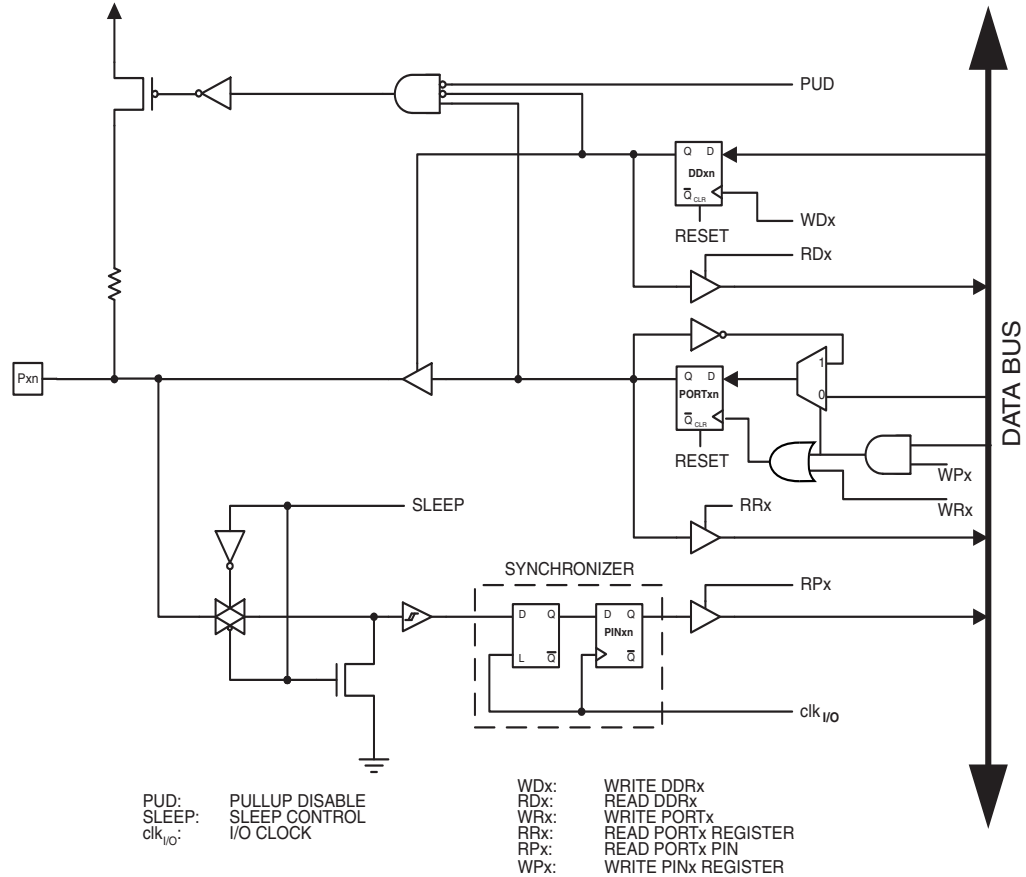 PUD
Q D
DDxn
Q CLR
WDx
RESET
RDx
Pxn
1
Q D
PORTxn
0
Q CLR
RESET
WPx
WRx
SLEEP
RRx
SYNCHRONIZER
RPx
D Q D Q
PINxn
L Q Q
clk I/O
DATA BUS
PUD: PULLUP DISABLE
SLEEP: SLEEP CONTROL
clkI/O: I/O CLOCK
WDx: WRITE DDRx
RDx: READ DDRx
WRx: WRITE PORTx
RRx: READ PORTx REGISTER
RPx: READ PORTx PIN
WPx: WRITE PINx REGISTER